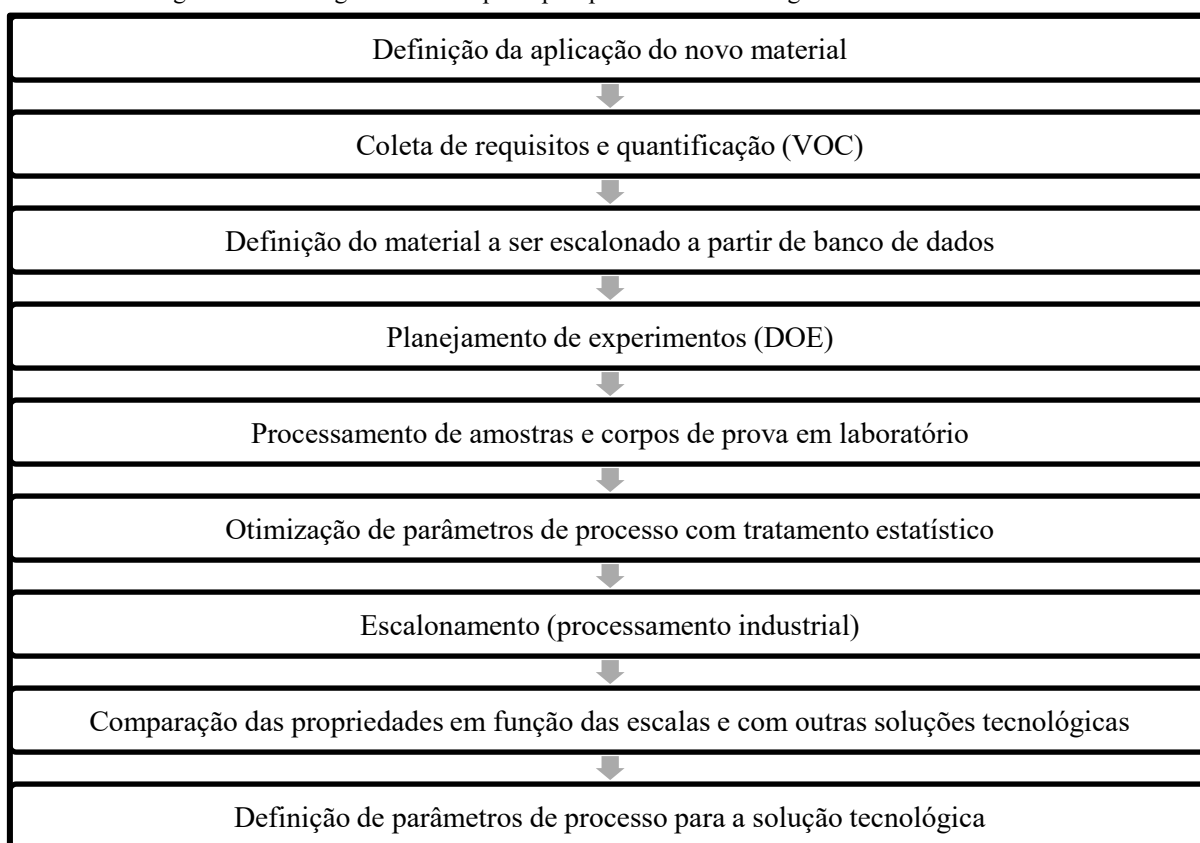 Definição da aplicação do novo material
Coleta de requisitos e quantificação (VOC)
Definição do material a ser escalonado a partir de banco de dados
Planejamento de experimentos (DOE)
Processamento de amostras e corpos de prova em laboratório
Otimização de parâmetros de processo com tratamento estatístico
Escalonamento (processamento industrial)
Comparação das propriedades em função das escalas e com outras soluções tecnológicas
Definição de parâmetros de processo para a solução tecnológica